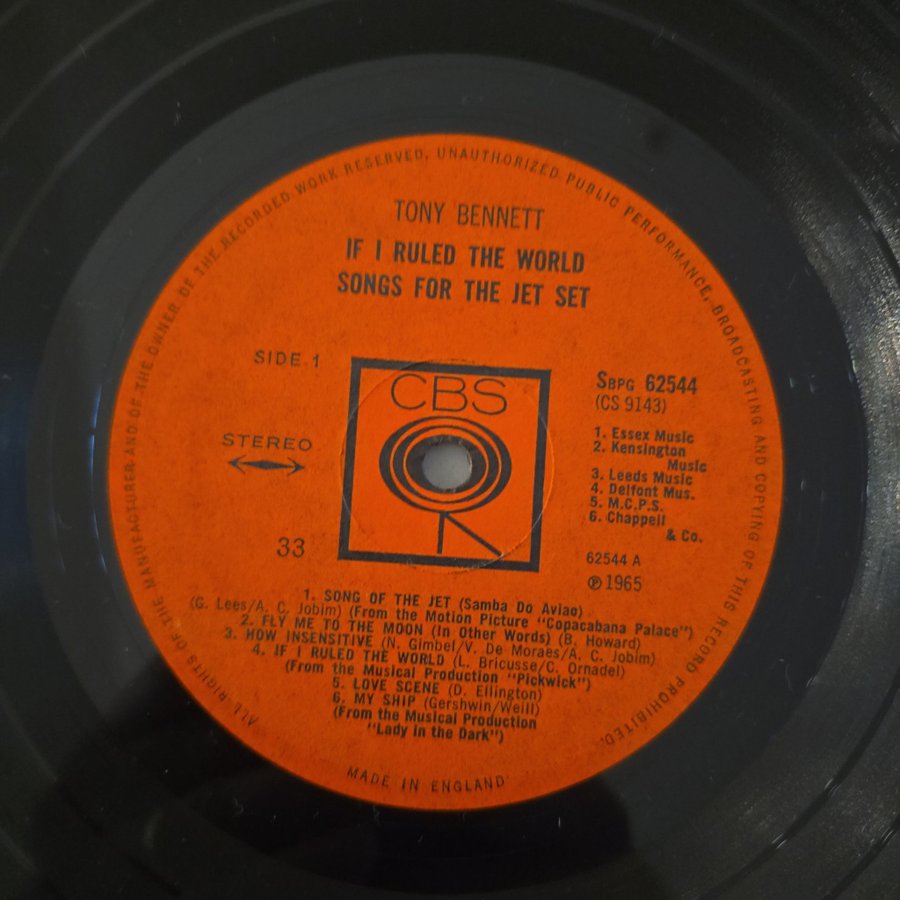 ALL RIGHTS OF THE MANUFACTURER AND OF THE OWNER OF THE RECORDED WORK RESERVED. UNAUTHORIZED PUBLIC PERFORMANCE, BROADCASTING AND COPYING OF THIS RECORD PROHIBITED.
TONY BENNETT
IF I RULED THE WORLD
SONGS FOR THE JET SET
SIDE 1
STEREO
33
CBS
SBPG 62544
(CS 9143)
1. Essex Music
2. Kensington
Music
3. Leeds Music
4. Delfont Mus.
5. M.C.P.S.
6. Chappell
& Co.
62544 A
℗ 1965
1. SONG OF THE JET (Samba Do Aviao)
(G. Lees/A. C. Jobim) (From the Motion Picture "Copacabana Palace")
2. FLY ME TO THE MOON (In Other Words) (B. Howard)
3. HOW INSENSITIVE (N. Gimbel/V. De Moraes/A. C. Jobim)
4. IF I RULED THE WORLD (L. Bricusse/C. Ornadel)
(From the Musical Production "Pickwick")
5. LOVE SCENE (D. Ellington)
6. MY SHIP (Gershwin/Weill)
(From the Musical Production
"Lady in the Dark")
MADE IN ENGLAND